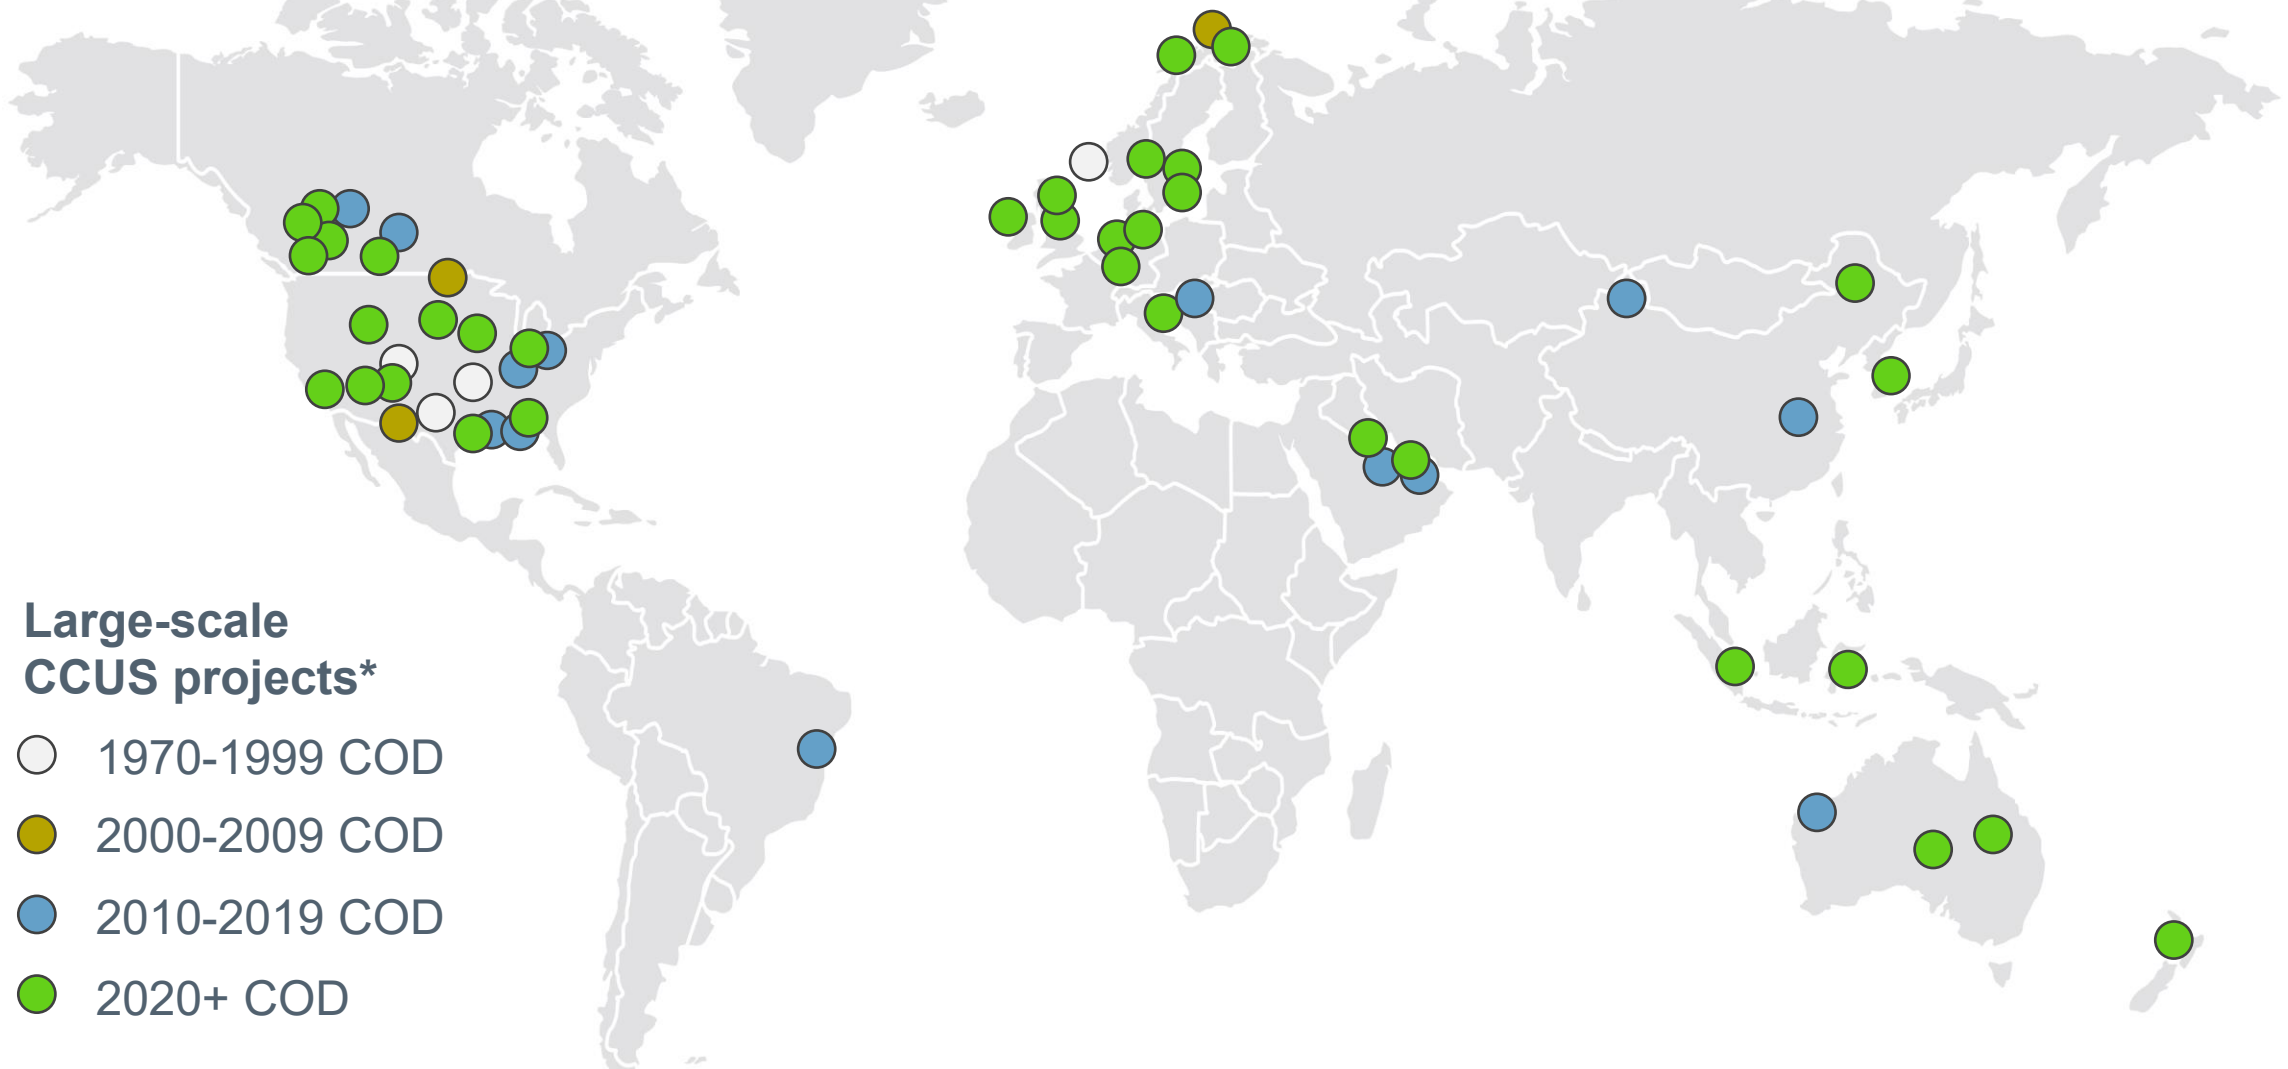 Large-scale
CCUS projects*
1970-1999 COD
2000-2009 COD
2010-2019 COD
2020+ COD